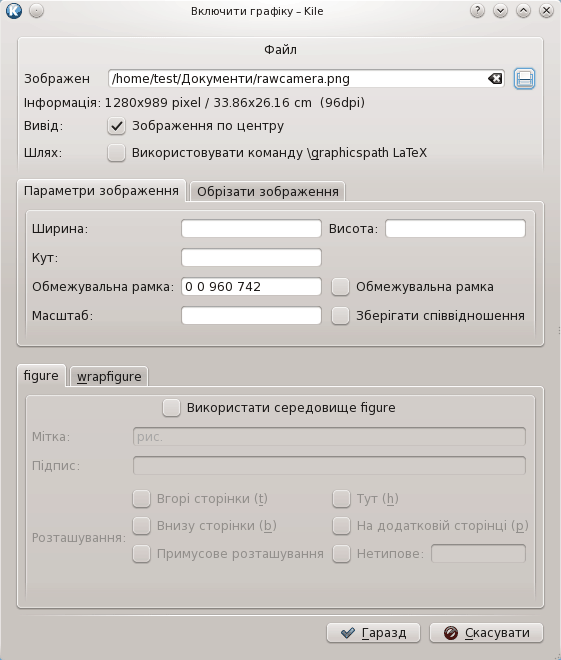 Включити графіку – Kile
Файл
Зображен /home/test/Документи/rawcamera.png
Інформація: 1280x989 pixel / 33.86x26.16 cm (96dpi)
Вивід: Зображення по центру
Шлях: Використовувати команду \graphicspath LaTeX
Параметри зображення Обрізати зображення
Ширина: Висота:
Кут:
Обмежувальна рамка: 0 0 960 742 Обмежувальна рамка
Масштаб: Зберігати співвідношення
figure wrapfigure
Використати середовище figure
Мітка: рис.
Підпис:
Вгорі сторінки (t) Тут (h)
Внизу сторінки (b) На додатковій сторінці (p)
Розташування:
Примусове розташування Нетипове:
Гаразд Скасувати